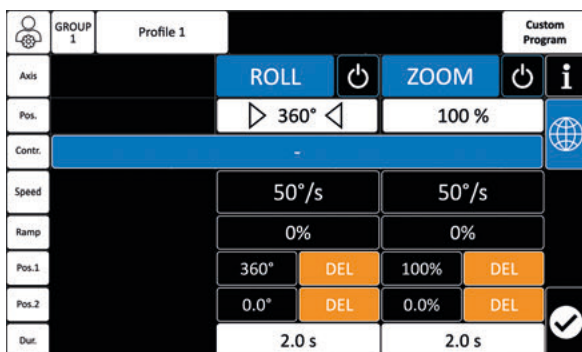 GROUP 1 Profile 1 Custom Program
Axis ROLL ZOOM i
Pos. 360° 100 %
Contr. -
Speed 50°/s 50°/s
Ramp 0% 0%
Pos.1 360° DEL 100% DEL
Pos.2 0.0° DEL 0.0% DEL
Dur. 2.0 s 2.0 s